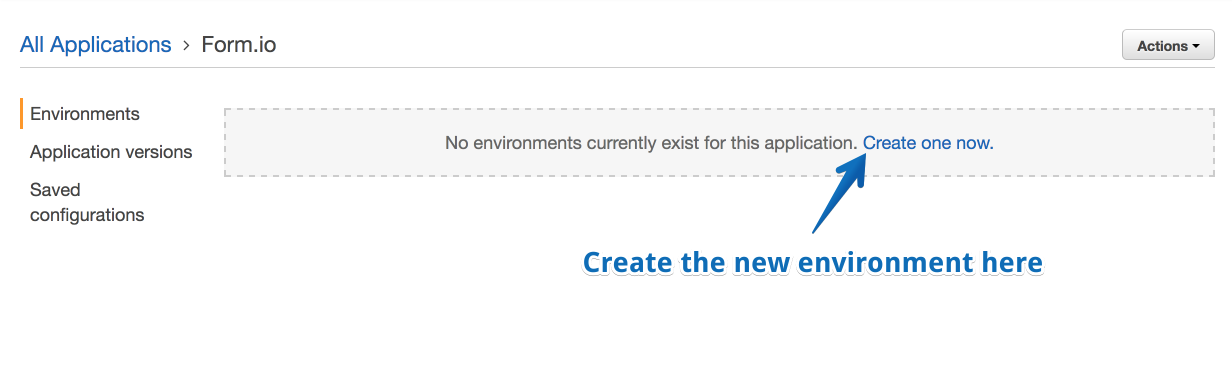 All Applications › Form.io
Actions
Environments
No environments currently exist for this application. Create one now.
Application versions
Saved
configurations
Create the new environment here